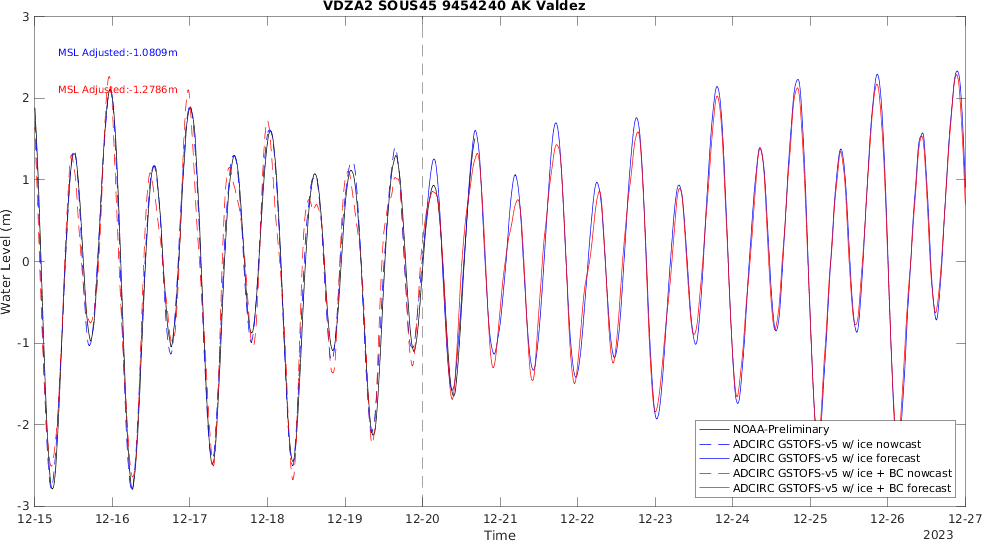 VDZA2 SOUS45 9454240 AK Valdez
MSL Adjusted:-1.0809m
MSL Adjusted:-1.2786m
3
2
1
0
-1
-2
-3
Water Level (m)
NOAA-Preliminary
ADCIRC GSTOFS-v5 w/ ice nowcast
ADCIRC GSTOFS-v5 w/ ice forecast
ADCIRC GSTOFS-v5 w/ ice + BC nowcast
ADCIRC GSTOFS-v5 w/ ice + BC forecast
12-15 12-16 12-17 12-18 12-19 12-20 12-21 12-22 12-23 12-24 12-25 12-26 12-27
Time
2023